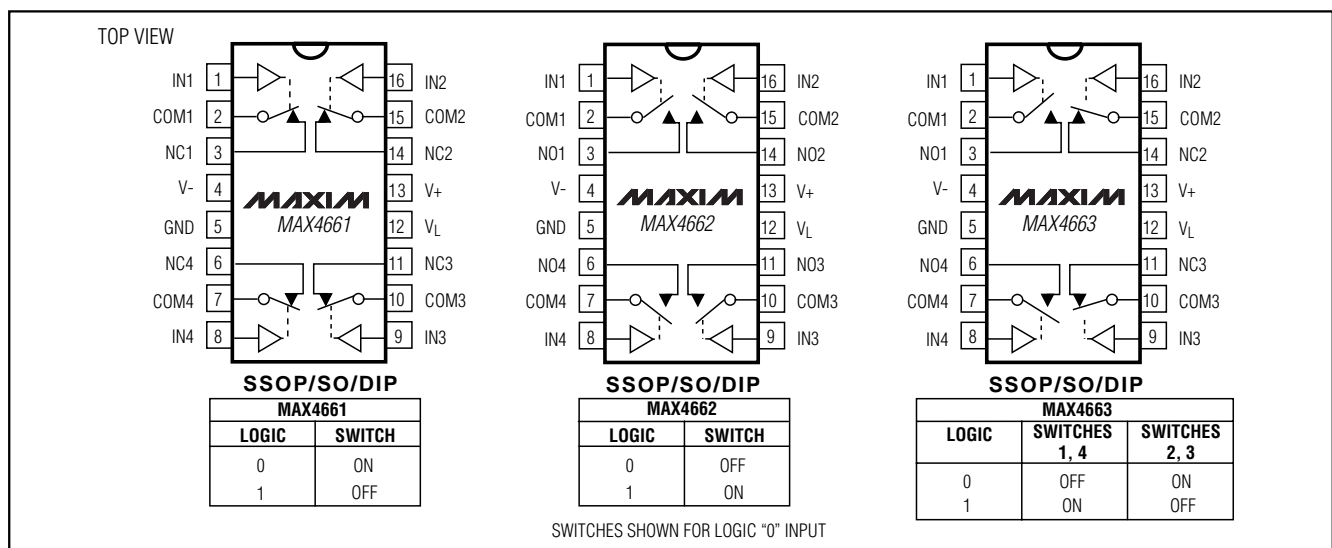 TOP VIEW
IN1 1 16 IN2
COM1 2 15 COM2
NC1 3 14 NC2
V- 4 13 V+
MAXIM
GND 5 MAX4661 12 VL
NC4 6 11 NC3
COM4 7 10 COM3
IN4 8 9 IN3
SSOP/SO/DIP
MAX4661
LOGIC SWITCH
0 ON
1 OFF
IN1 1 16 IN2
COM1 2 15 COM2
NO1 3 14 NO2
V- 4 13 V+
MAXIM
GND 5 MAX4662 12 VL
NO4 6 11 NO3
COM4 7 10 COM3
IN4 8 9 IN3
SSOP/SO/DIP
MAX4662
LOGIC SWITCH
0 OFF
1 ON
IN1 1 16 IN2
COM1 2 15 COM2
NO1 3 14 NC2
V- 4 13 V+
MAXIM
GND 5 MAX4663 12 VL
NO4 6 11 NC3
COM4 7 10 COM3
IN4 8 9 IN3
SSOP/SO/DIP
MAX4663
LOGIC SWITCHES 1, 4 SWITCHES 2, 3
0 OFF ON
1 ON OFF
SWITCHES SHOWN FOR LOGIC “0” INPUT